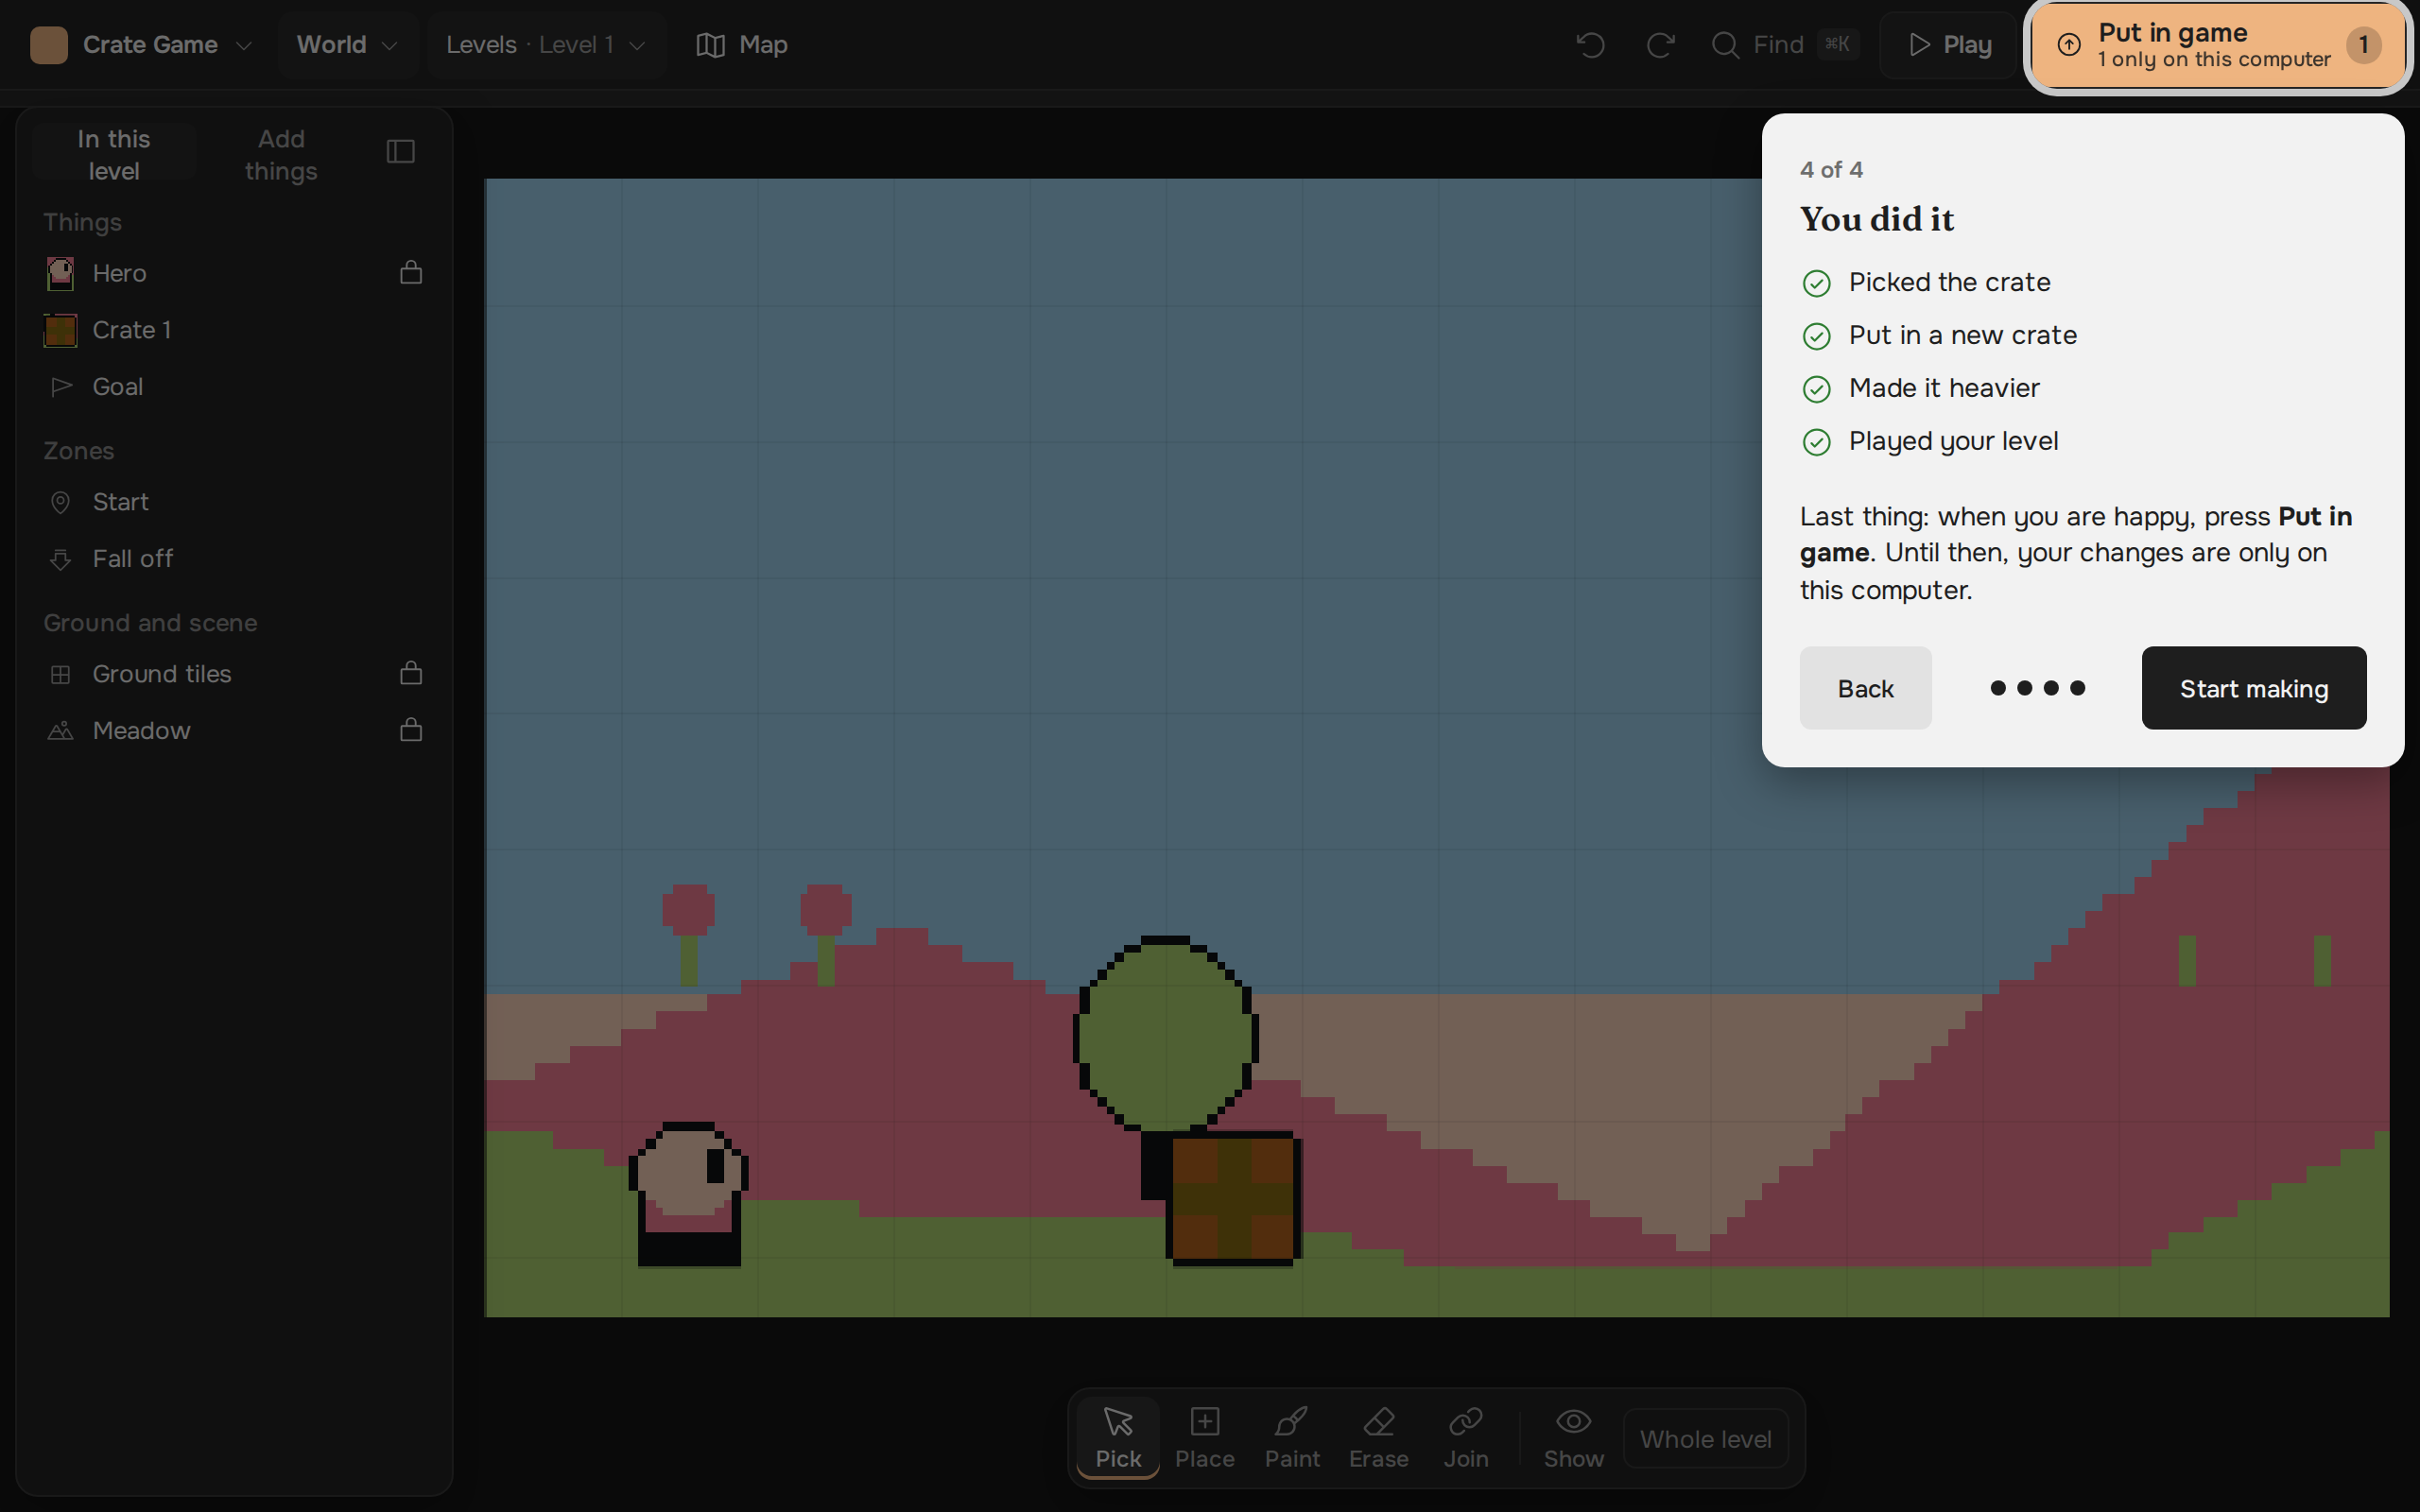 Crate Game
World
Levels · Level 1
Map
Find ⌘K
Play
Put in game
1 only on this computer
1
In this
level
Add
things
Things
Hero
Crate 1
Goal
Zones
Start
Fall off
Ground and scene
Ground tiles
Meadow
4 of 4
You did it
Picked the crate
Put in a new crate
Made it heavier
Played your level
Last thing: when you are happy, press Put in
game. Until then, your changes are only on
this computer.
Back
Start making
Pick
Place
Paint
Erase
Join
Show
Whole level